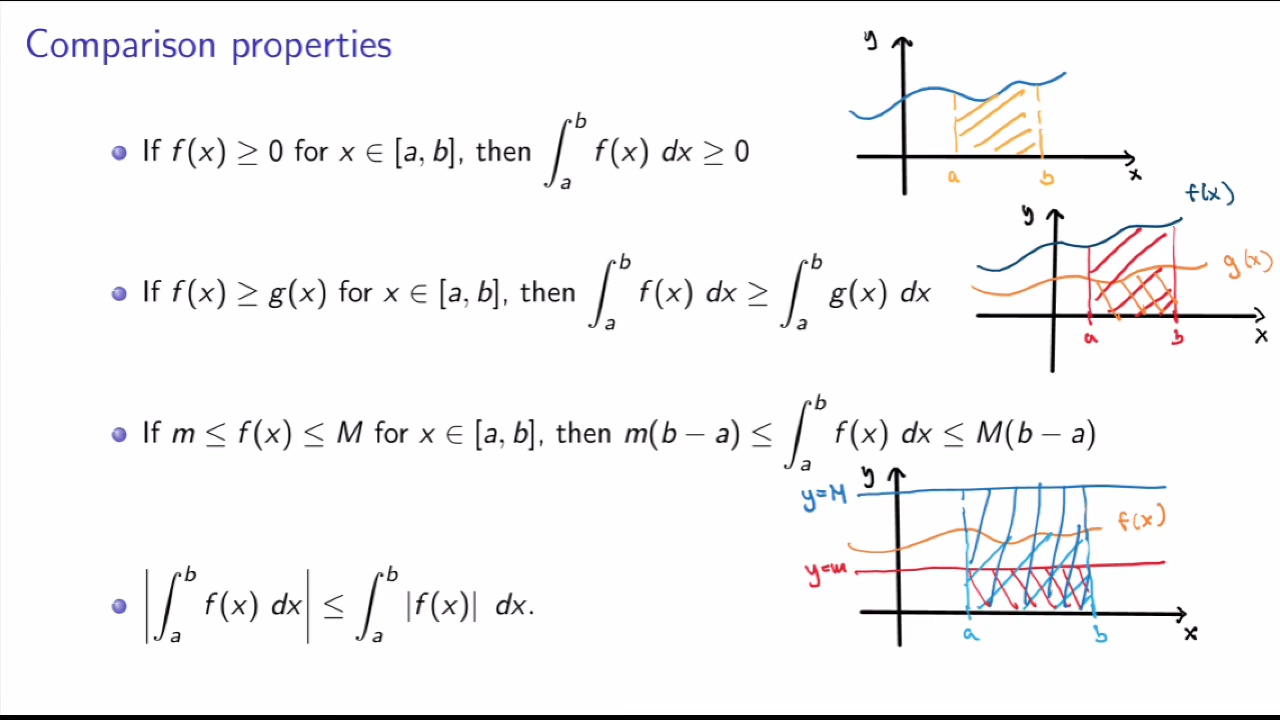 Comparison properties
y
• If f(x) ≥ 0 for x ∈ [a, b], then ∫_a^b f(x) dx ≥ 0
a b x
f(x)
y
g(x)
• If f(x) ≥ g(x) for x ∈ [a, b], then ∫_a^b f(x) dx ≥ ∫_a^b g(x) dx
a b x
• If m ≤ f(x) ≤ M for x ∈ [a, b], then m(b − a) ≤ ∫_a^b f(x) dx ≤ M(b − a)
y
y=M
f(x)
y=m
• |∫_a^b f(x) dx| ≤ ∫_a^b |f(x)| dx.
a b x